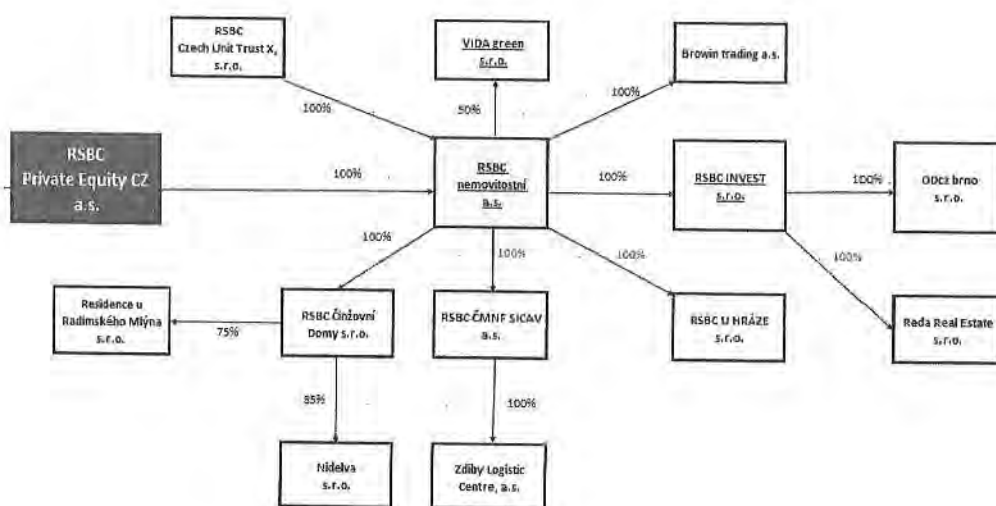 RSBC
Czech Unit Trust X,
s.r.o.
VIDA green
s.r.o.
Browin trading a.s.
100%
50%
100%
RSBC
Private Equity CZ
a.s.
100%
RSBC
nemovitostní
a.s.
100%
RSBC INVEST
s.r.o.
100%
ODcz brno
s.r.o.
100%
100%
100%
100%
Residence u
Radimského Mlýna
s.r.o.
75%
RSBC Činžovní
Domy s.r.o.
RSBC ČMNF SICAV
a.s.
RSBC U HRÁZE
s.r.o.
Reda Real Estate
s.r.o.
85%
100%
Nidelva
s.r.o.
Zdiby Logistic
Centre, a.s.